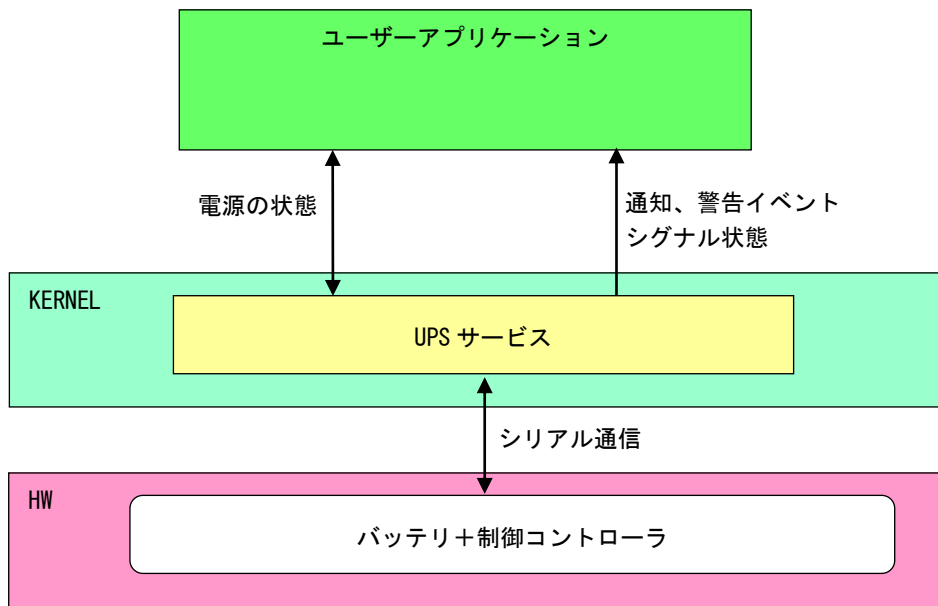 ユーザーアプリケーション
電源の状態
通知、警告イベント
シグナル状態
KERNEL
UPS サービス
シリアル通信
HW
バッテリ＋制御コントローラ